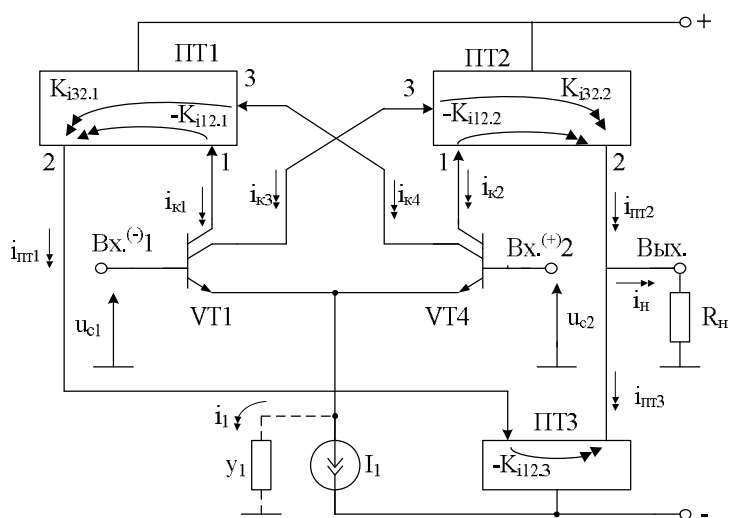 +
ПТ1
ПТ2
Ki32.1
-Ki12.1
3
3
Ki32.2
-Ki12.2
2
1
1
2
iк1
iк3
iк4
iк2
iпт1
iпт2
Вх.(-)1
Вх.(+)2
Вых.
iн
Rн
uс1
VT1
VT4
uс2
iпт3
i1
y1
I1
ПТ3
-Ki12.3
-